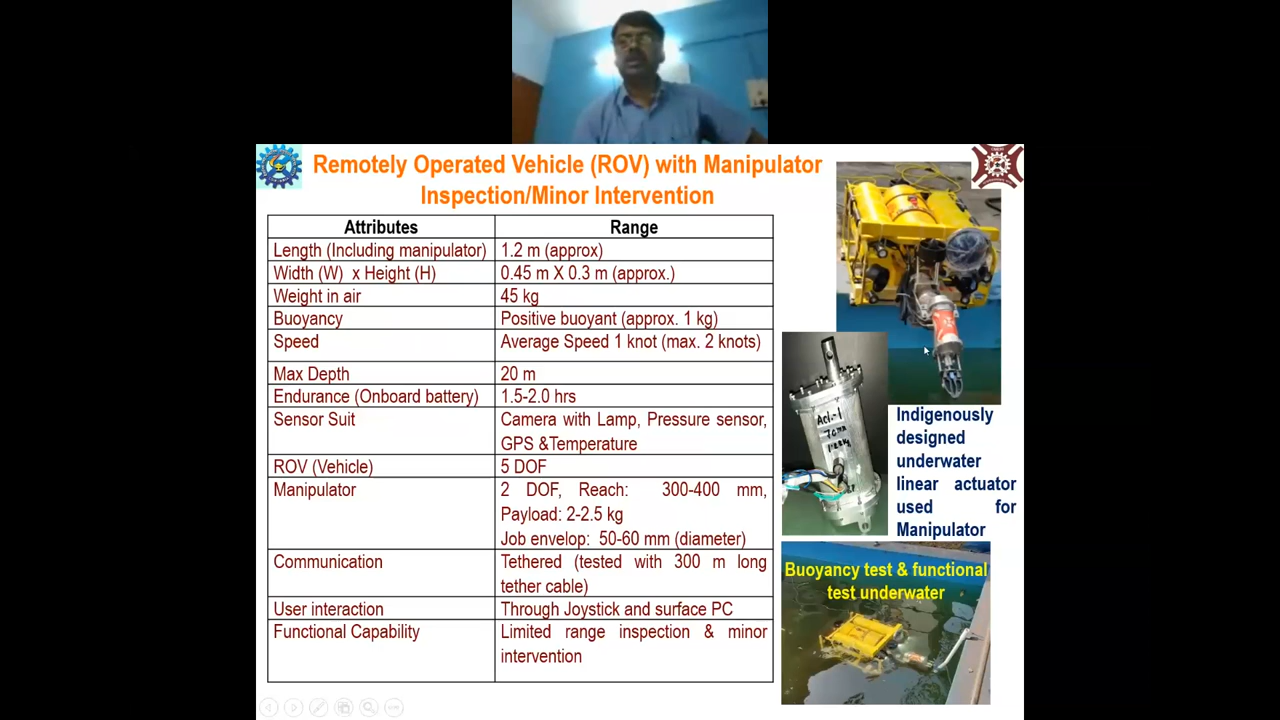 Remotely Operated Vehicle (ROV) with Manipulator
Inspection/Minor Intervention
Attributes Range
Length (Including manipulator) 1.2 m (approx)
Width (W) x Height (H) 0.45 m X 0.3 m (approx.)
Weight in air 45 kg
Buoyancy Positive buoyant (approx. 1 kg)
Speed Average Speed 1 knot (max. 2 knots)
Max Depth 20 m
Endurance (Onboard battery) 1.5-2.0 hrs
Sensor Suit Camera with Lamp, Pressure sensor,
GPS &Temperature
ROV (Vehicle) 5 DOF
Manipulator 2 DOF, Reach: 300-400 mm,
Payload: 2-2.5 kg
Job envelop: 50-60 mm (diameter)
Communication Tethered (tested with 300 m long
tether cable)
User interaction Through Joystick and surface PC
Functional Capability Limited range inspection & minor
intervention
Act-1
Indigenously
designed
underwater
linear actuator
used for
Manipulator
Buoyancy test & functional
test underwater